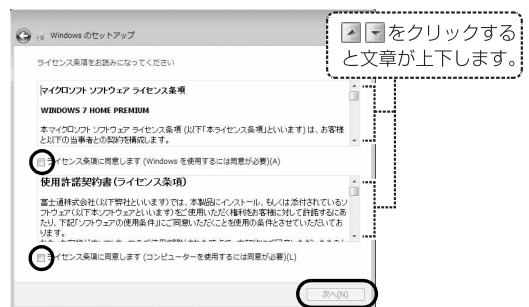 Windows のセットアップ
をクリックする
と文章が上下します。
ライセンス条項をお読みになってください
マイクロソフト ソフトウェア ライセンス条項
WINDOWS 7 HOME PREMIUM
本マイクロソフト ソフトウェア ライセンス条項 (以下「本ライセンス条項」といいます) は、お客様
と以下の当事者との契約を構成します。
ライセンス条項に同意します (Windows を使用するには同意が必要)(A)
使用許諾契約書(ライセンス条項)
富士通株式会社(以下弊社といいます)では、本製品にインストール、もしくは添付されているソ
フトウェア(以下本ソフトウェアといいます)をご使用いただく権利をお客様に対して許諾するにあ
たり、下記「ソフトウェアの使用条件」にご同意いただくことを使用の条件とさせていただいてお
ります。
ライセンス条項に同意します (コンピューターを使用するには同意が必要)(L)
次へ(N)